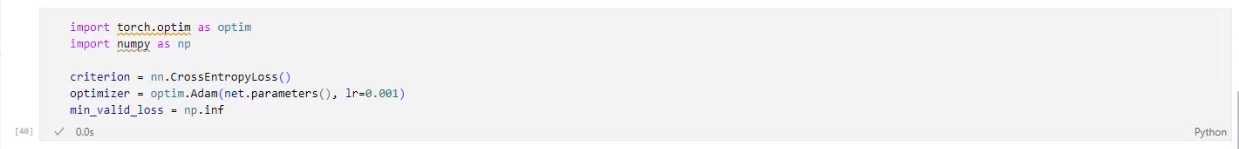 import torch.optim as optim
import numpy as np
criterion = nn.CrossEntropyLoss()
optimizer = optim.Adam(net.parameters(), lr=0.001)
min_valid_loss = np.inf
[40] ✓ 0.0s Python